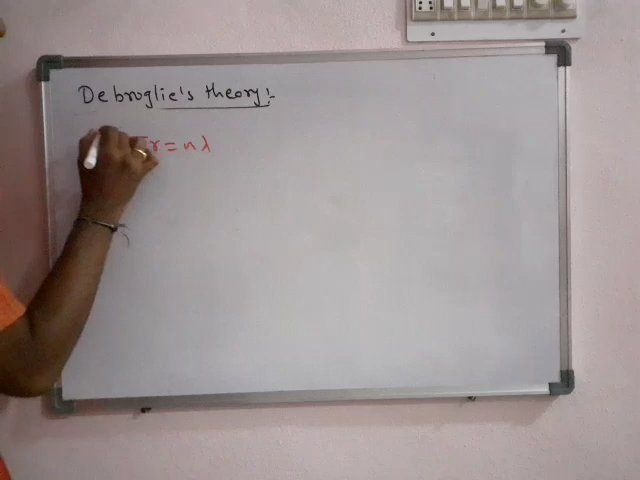 Debroglie's theory:-
r = nλ